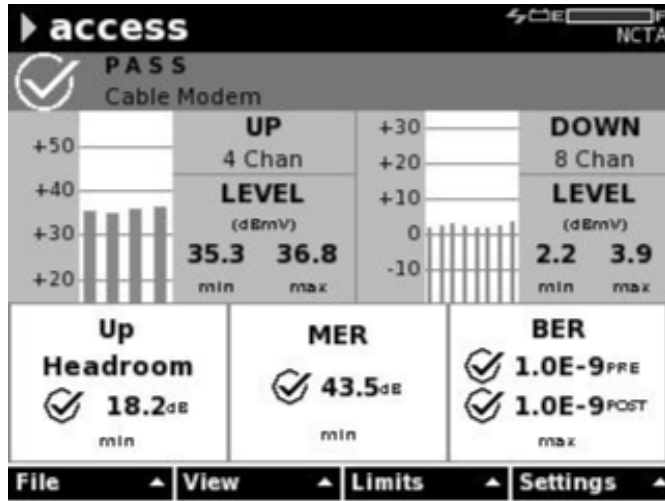 access
E F
NCTA
PASS
Cable Modem
UP
4 Chan
LEVEL
(dBmV)
35.3 36.8
min max
+50
+40
+30
+20
DOWN
8 Chan
LEVEL
(dBmV)
2.2 3.9
min max
+30
+20
+10
0
-10
Up
Headroom
18.2dB
min
MER
43.5dB
min
BER
1.0E-9PRE
1.0E-9POST
max
File View Limits Settings